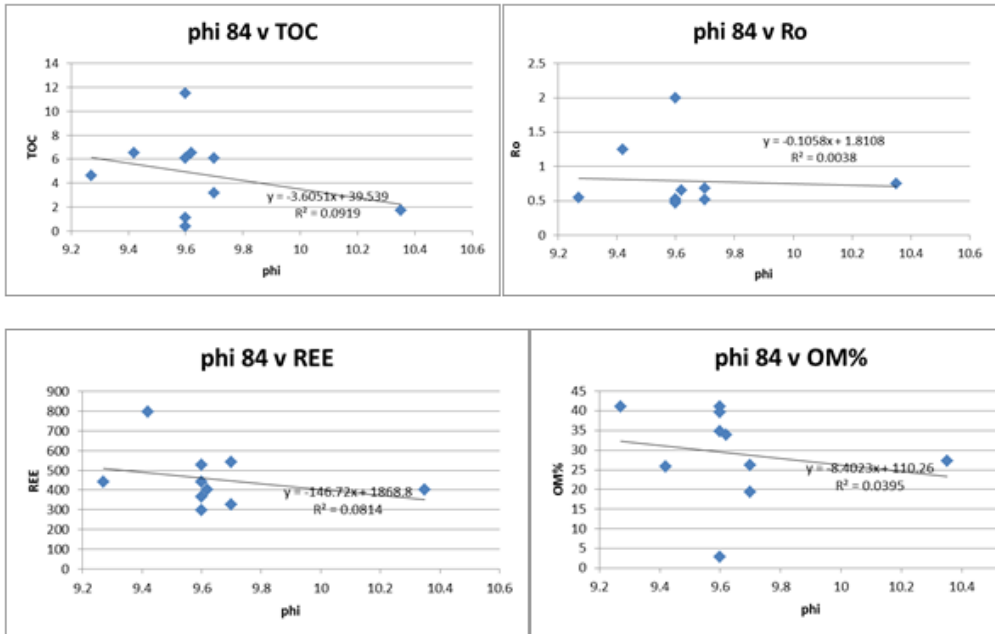 phi 84 v TOC
14
12
10
8
6
4
2
0
TOC
y = -3.6051x + 39.539
R² = 0.0919
9.2 9.4 9.6 9.8 10 10.2 10.4 10.6
phi
phi 84 v Ro
2.5
2
1.5
1
0.5
0
Ro
y = -0.1058x + 1.8108
R² = 0.0038
9.2 9.4 9.6 9.8 10 10.2 10.4 10.6
phi
phi 84 v REE
900
800
700
600
500
400
300
200
100
0
REE
y = -146.72x + 1868.8
R² = 0.0814
9.2 9.4 9.6 9.8 10 10.2 10.4 10.6
phi
phi 84 v OM%
45
40
35
30
25
20
15
10
5
0
OM%
y = -8.4023x + 110.26
R² = 0.0395
9.2 9.4 9.6 9.8 10 10.2 10.4
phi